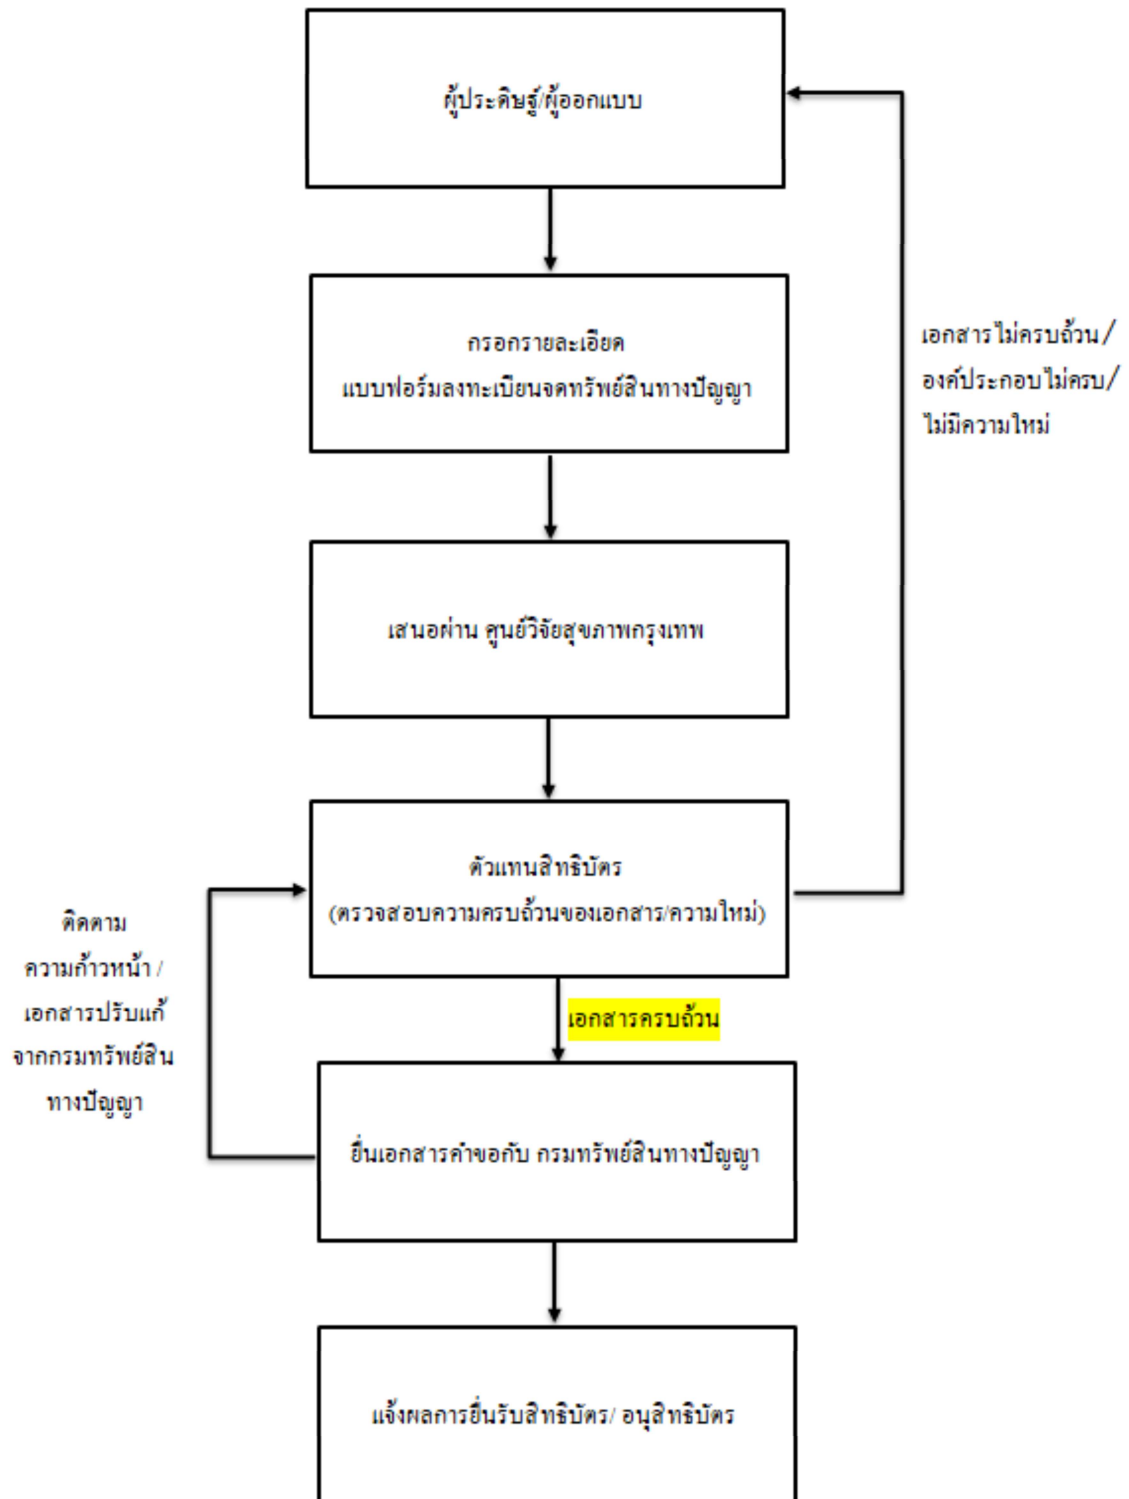 ผู้ประดิษฐ์/ผู้ออกแบบ
กรอกรายละเอียด
แบบฟอร์มลงทะเบียนจดทรัพย์สินทางปัญญา
เอกสารไม่ครบถ้วน/
องค์ประกอบไม่ครบ/
ไม่มีความใหม่
เสนอผ่าน ศูนย์วิจัยสุขภาพกรุงเทพ
ตัวแทนสิทธิบัตร
(ตรวจสอบความครบถ้วนของเอกสาร/ความใหม่)
ติดตาม
ความก้าวหน้า /
เอกสารปรับแก้
จากกรมทรัพย์สิน
ทางปัญญา
เอกสารครบถ้วน
ยื่นเอกสารคำขอกับ กรมทรัพย์สินทางปัญญา
แจ้งผลการยื่นรับสิทธิบัตร/ อนุสิทธิบัตร